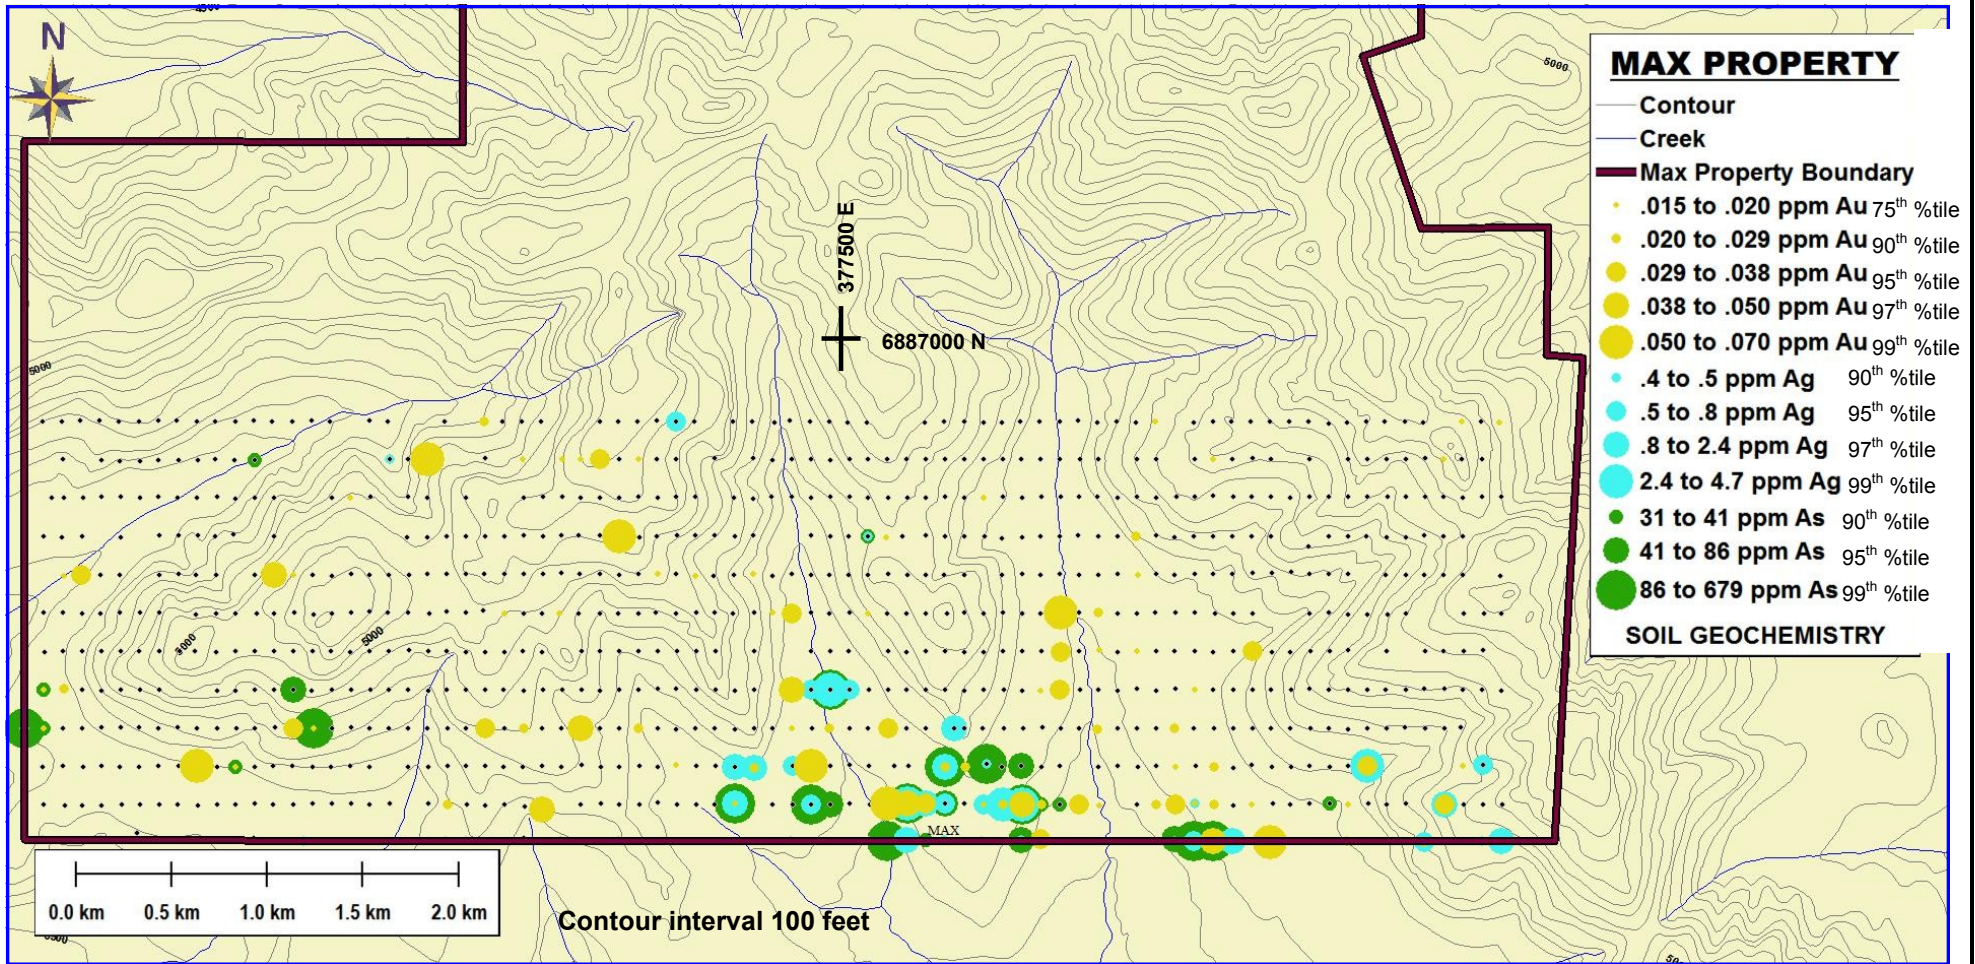 4500
N
MAX PROPERTY
5000
Contour
Creek
Max Property Boundary
.015 to .020 ppm Au 75th %tile
.020 to .029 ppm Au 90th %tile
.029 to .038 ppm Au 95th %tile
.038 to .050 ppm Au 97th %tile
.050 to .070 ppm Au 99th %tile
.4 to .5 ppm Ag 90th %tile
.5 to .8 ppm Ag 95th %tile
.8 to 2.4 ppm Ag 97th %tile
2.4 to 4.7 ppm Ag 99th %tile
31 to 41 ppm As 90th %tile
41 to 86 ppm As 95th %tile
86 to 679 ppm As 99th %tile
SOIL GEOCHEMISTRY
377500 E
6887000 N
5000
5000
5000
MAX
0.0 km 0.5 km 1.0 km 1.5 km 2.0 km
Contour interval 100 feet